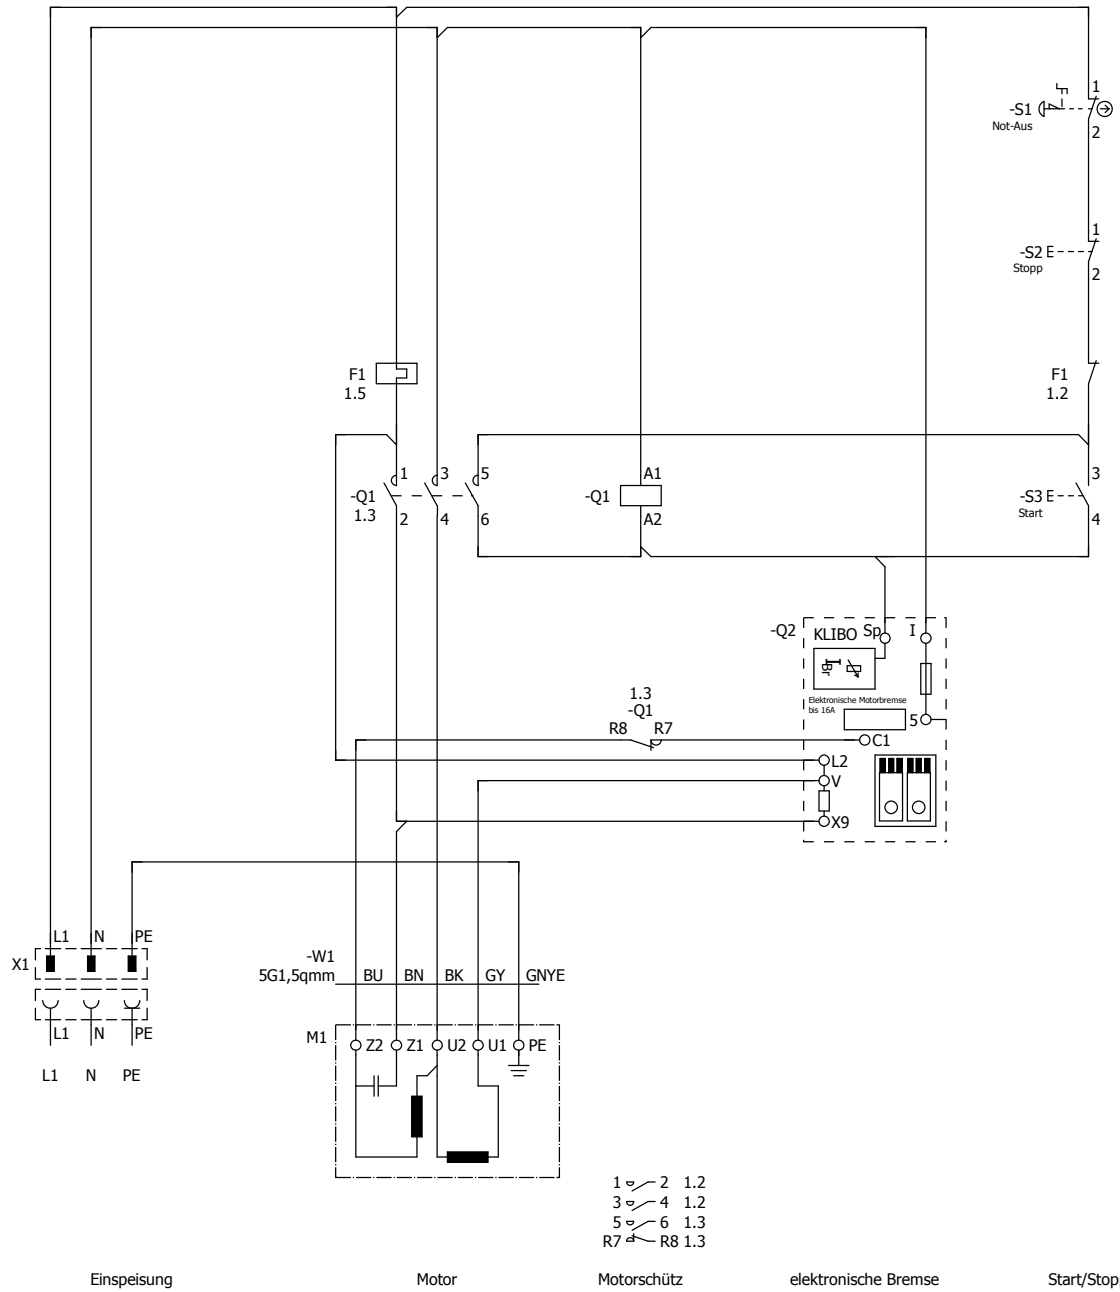 1
-S1
Not-Aus
2
1
-S2 E
Stopp
2
F1
1.5
F1
1.2
1 3 5
-Q1
1.3
2 4 6
A1
-Q1
A2
3
-S3 E
Start
4
-Q2 KLIBO Sp I
IBr
Elektronische Motorbremse
bis 16A
5
1.3
-Q1
R8 R7
C1
L2
V
X9
L1 N PE
X1
L1 N PE
L1 N PE
-W1
5G1,5qmm BU BN BK GY GNYE
M1 Z2 Z1 U2 U1 PE
1 2 1.2
3 4 1.2
5 6 1.3
R7 R8 1.3
Einspeisung Motor Motorschütz elektronische Bremse Start/Stop